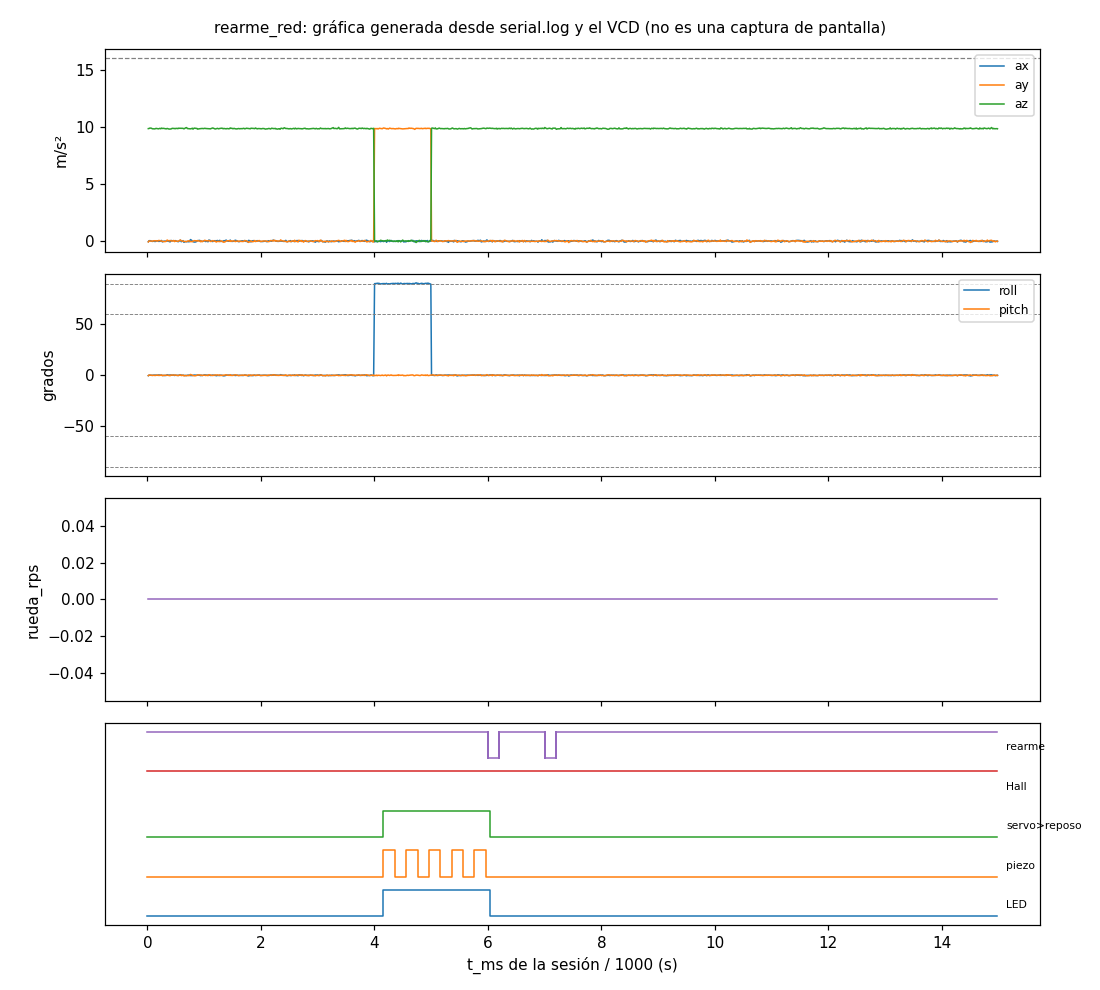 rearme_red: gráfica generada desde serial.log y el VCD (no es una captura de pantalla)
15
10
5
0
m/s²
ax
ay
az
50
0
−50
grados
roll
pitch
0.04
0.02
0.00
−0.02
−0.04
rueda_rps
rearme
Hall
servo>reposo
piezo
LED
0 2 4 6 8 10 12 14
t_ms de la sesión / 1000 (s)